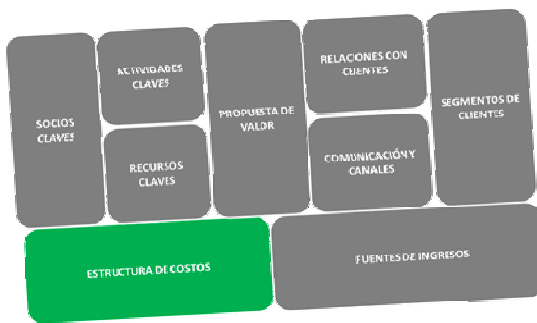 SOCIOS
CLAVES
ACTIVIDADES
CLAVES
RECURSOS
CLAVES
PROPUESTA DE
VALOR
RELACIONES CON
CLIENTES
COMUNICACIÓN Y
CANALES
SEGMENTOS DE
CLIENTES
ESTRUCTURA DE COSTOS
FUENTES DE INGRESOS